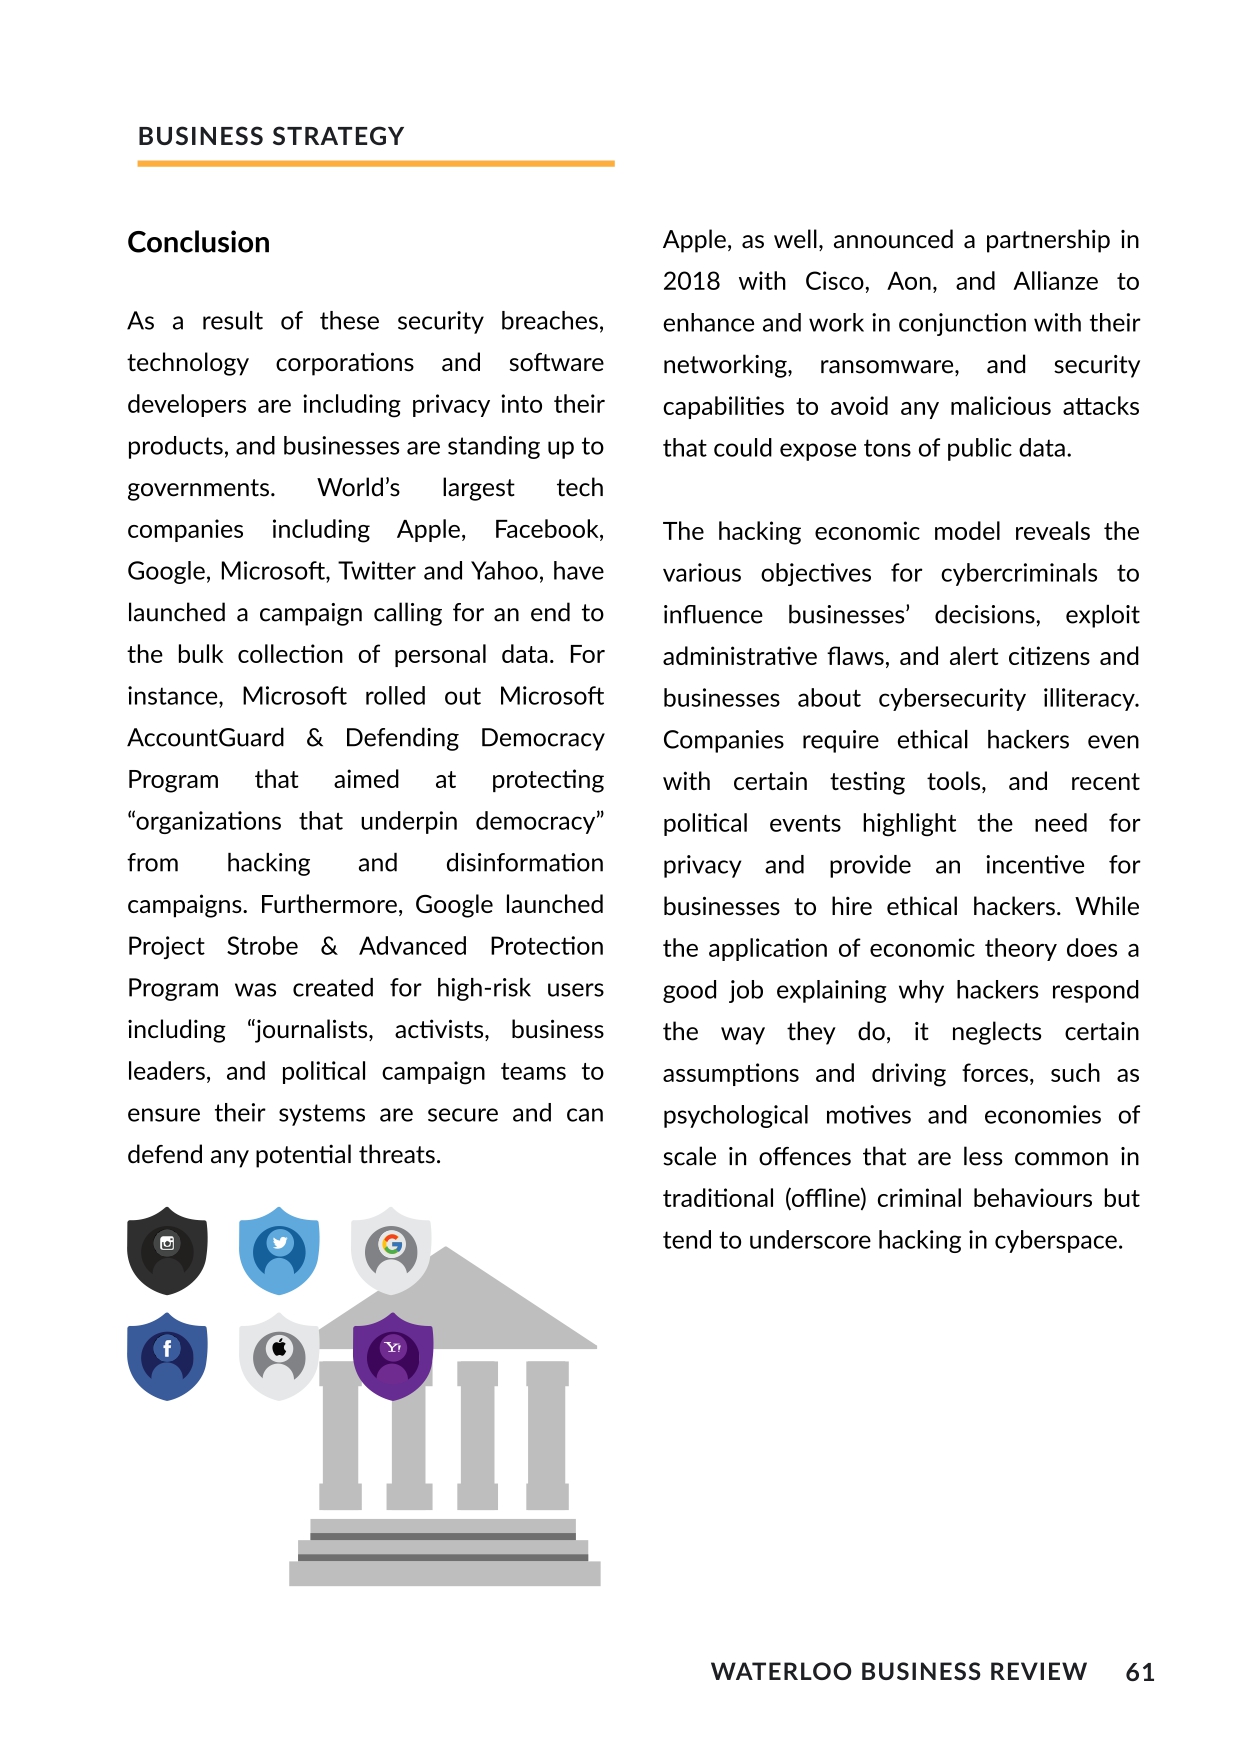 BUSINESS STRATEGY
Conclusion
As a result of these security breaches,
technology corporations and software
developers are including privacy into their
products, and businesses are standing up to
governments. World’s largest tech
companies including Apple, Facebook,
Google, Microsoft, Twitter and Yahoo, have
launched a campaign calling for an end to
the bulk collection of personal data. For
instance, Microsoft rolled out Microsoft
AccountGuard & Defending Democracy
Program that aimed at protecting
“organizations that underpin democracy”
from hacking and disinformation
campaigns. Furthermore, Google launched
Project Strobe & Advanced Protection
Program was created for high-risk users
including “journalists, activists, business
leaders, and political campaign teams to
ensure their systems are secure and can
defend any potential threats.
Apple, as well, announced a partnership in
2018 with Cisco, Aon, and Allianze to
enhance and work in conjunction with their
networking, ransomware, and security
capabilities to avoid any malicious attacks
that could expose tons of public data.
The hacking economic model reveals the
various objectives for cybercriminals to
influence businesses’ decisions, exploit
administrative flaws, and alert citizens and
businesses about cybersecurity illiteracy.
Companies require ethical hackers even
with certain testing tools, and recent
political events highlight the need for
privacy and provide an incentive for
businesses to hire ethical hackers. While
the application of economic theory does a
good job explaining why hackers respond
the way they do, it neglects certain
assumptions and driving forces, such as
psychological motives and economies of
scale in offences that are less common in
traditional (offline) criminal behaviours but
tend to underscore hacking in cyberspace.
G
f
Y!
WATERLOO BUSINESS REVIEW 61